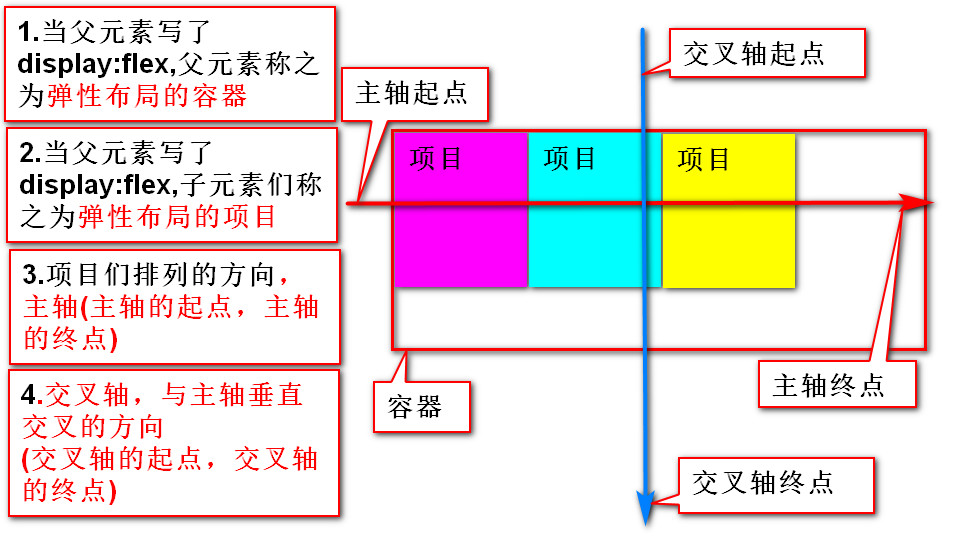 1.当父元素写了
display:flex,父元素称之
为弹性布局的容器
2.当父元素写了
display:flex,子元素们称
之为弹性布局的项目
3.项目们排列的方向，
主轴(主轴的起点，主轴
的终点)
4.交叉轴，与主轴垂直
交叉的方向
(交叉轴的起点，交叉轴
的终点)
交叉轴起点
主轴起点
项目
项目
项目
主轴终点
容器
交叉轴终点